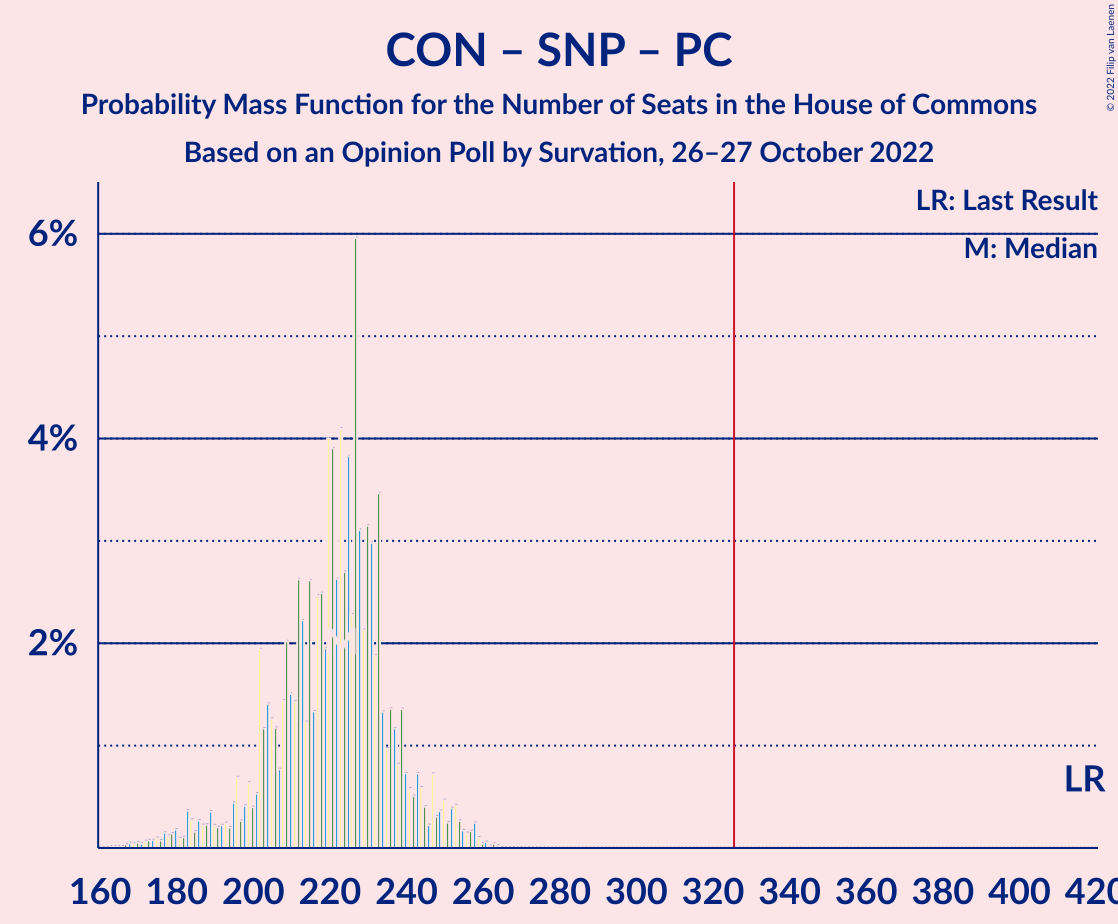 CON – SNP – PC
Probability Mass Function for the Number of Seats in the House of Commons
Based on an Opinion Poll by Survation, 26–27 October 2022
© 2022 Filip van Laenen
LR: Last Result
M: Median
6%
4%
2%
LR
160 180 200 220 240 260 280 300 320 340 360 380 400 420